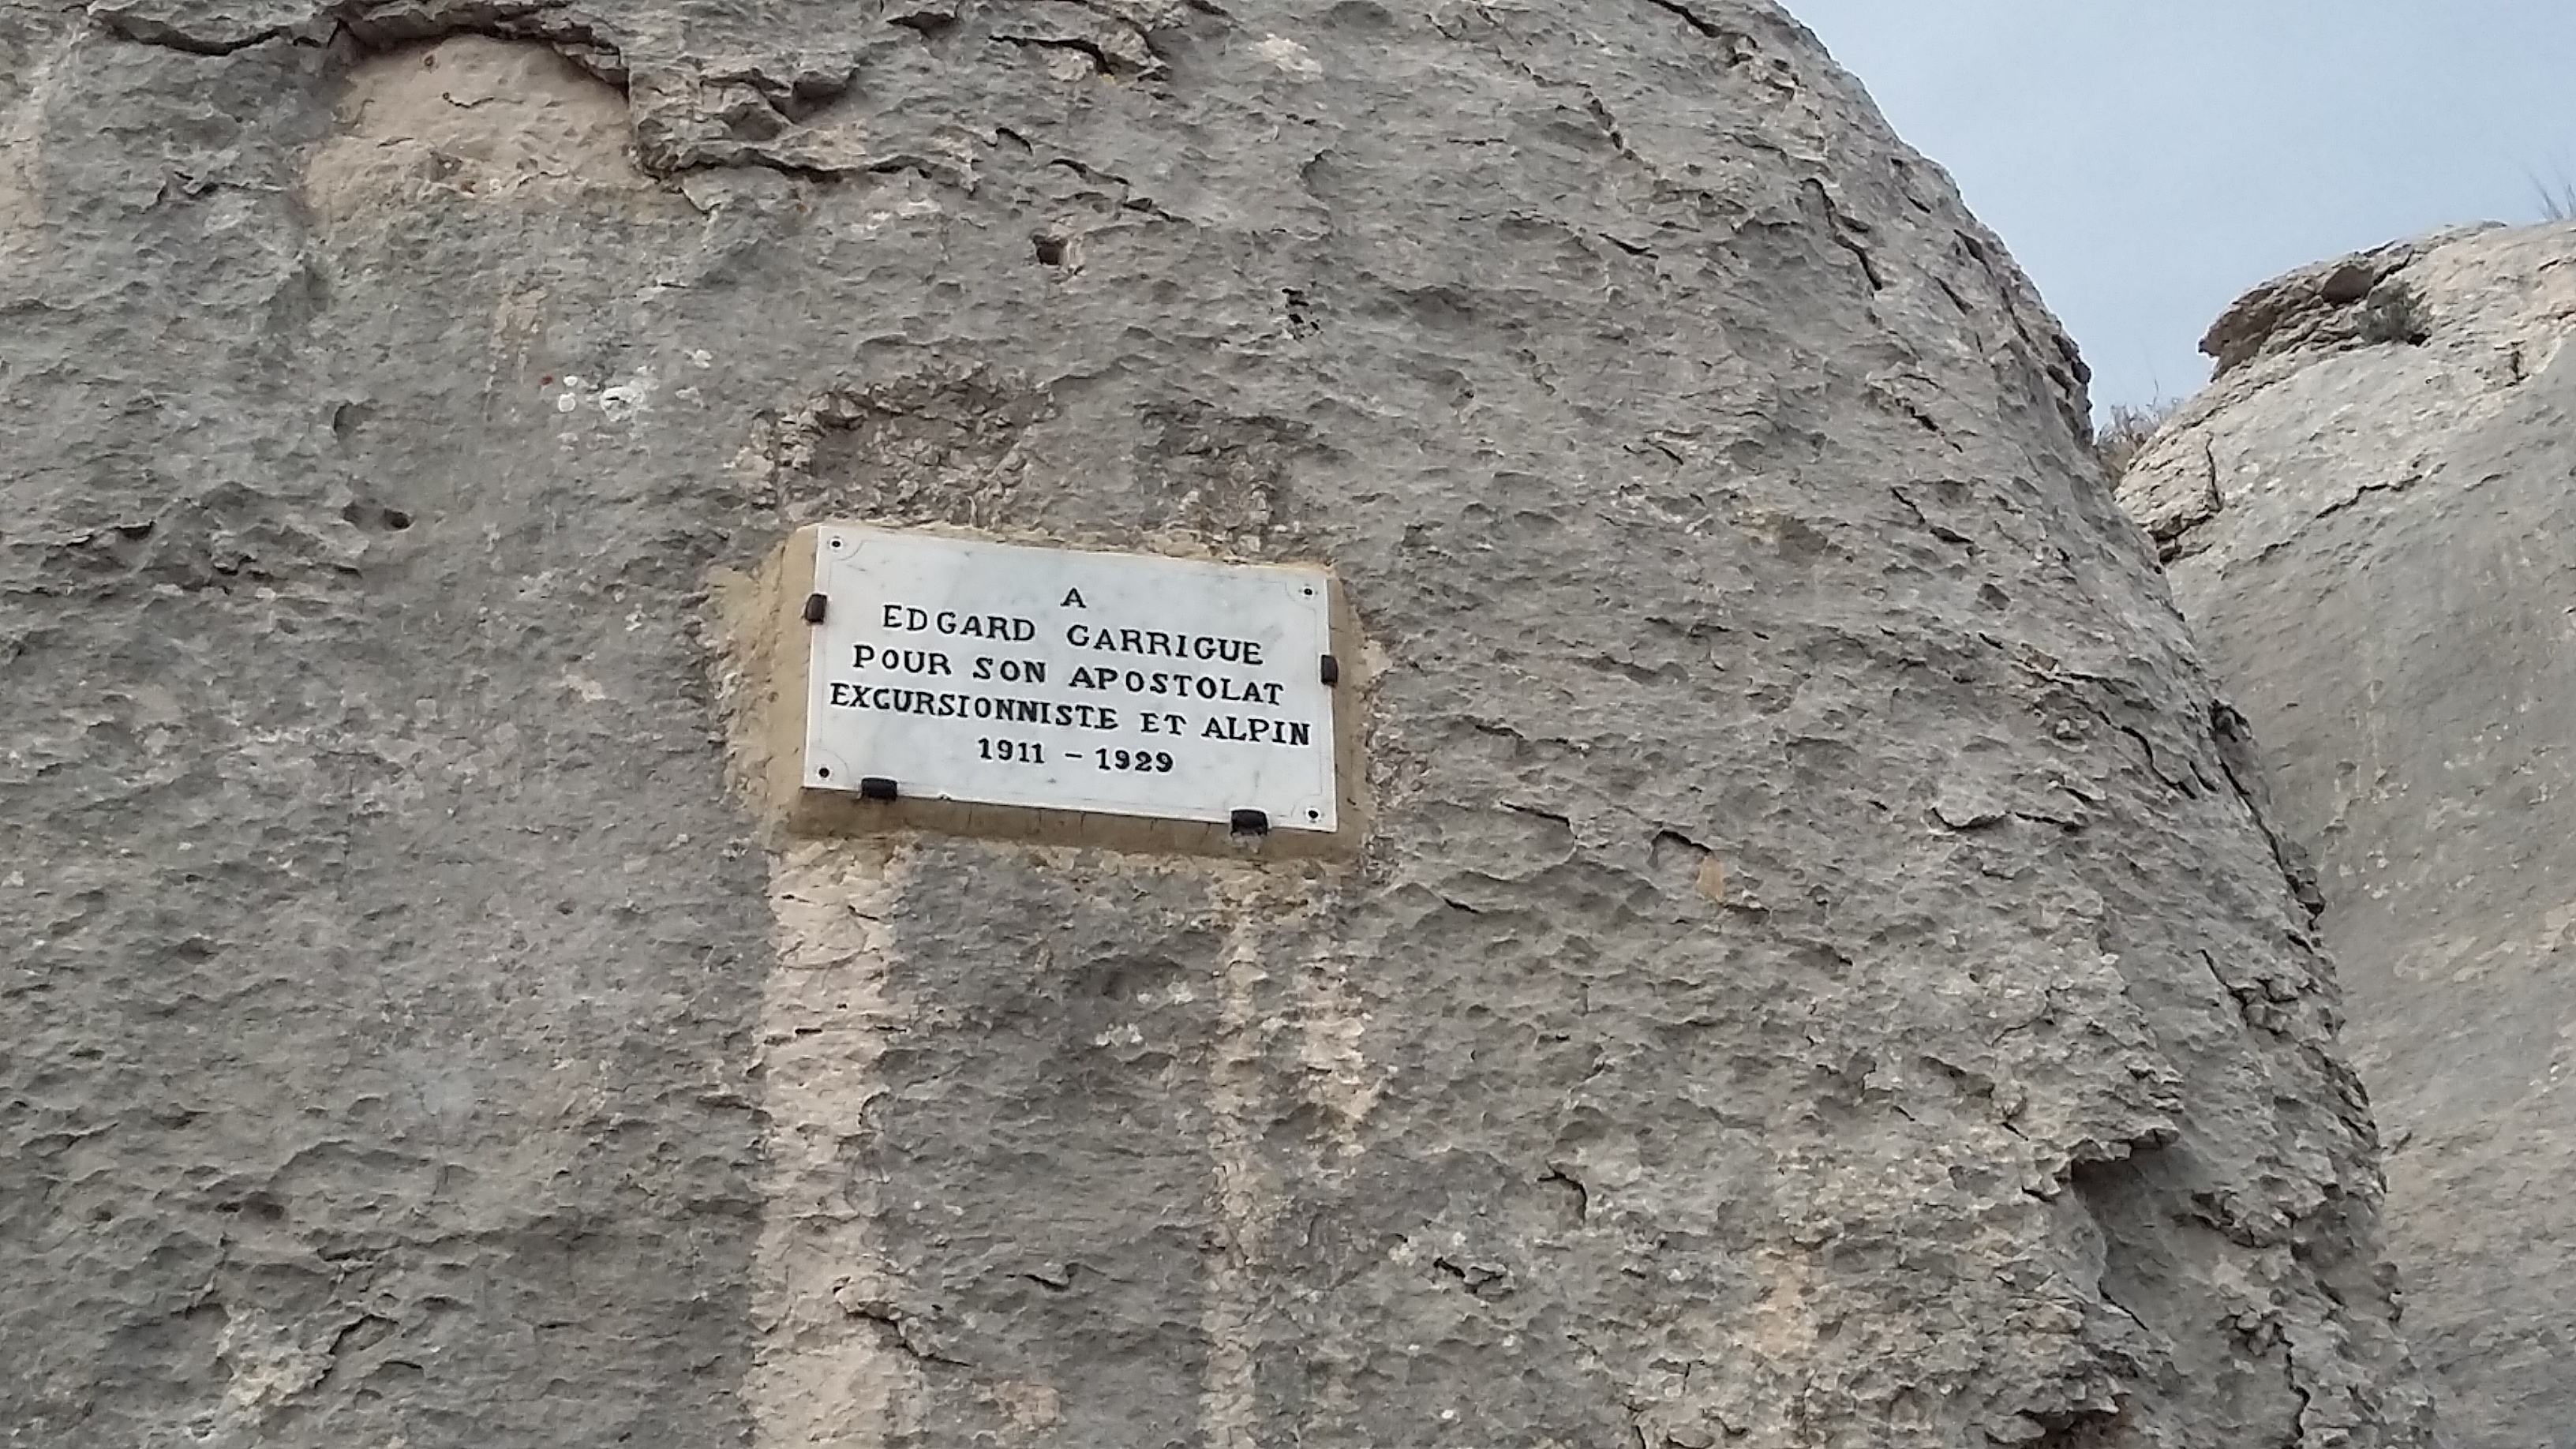 A
EDGARD GARRIGUE
POUR SON APOSTOLAT
EXCURSIONNISTE ET ALPIN
1911 - 1929